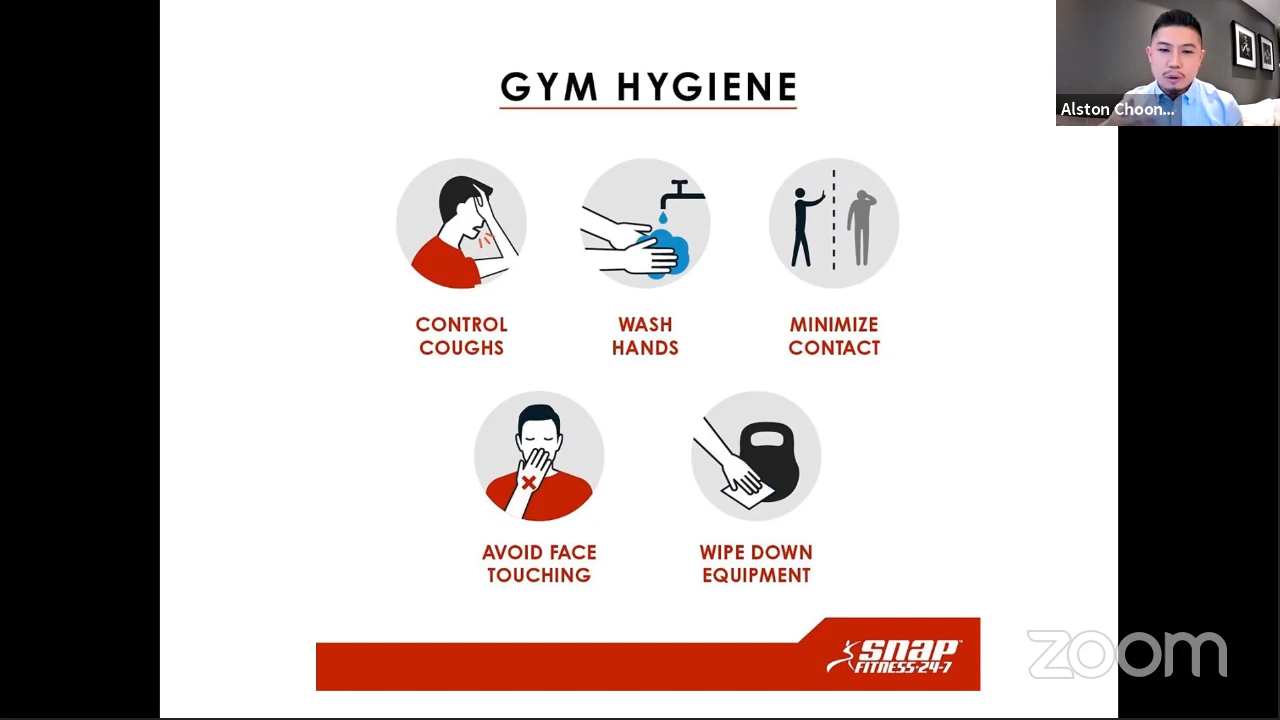 GYM HYGIENE
Alston Choon...
CONTROL
COUGHS
WASH
HANDS
MINIMIZE
CONTACT
AVOID FACE
TOUCHING
WIPE DOWN
EQUIPMENT
snap
FITNESS·24-7
zoom